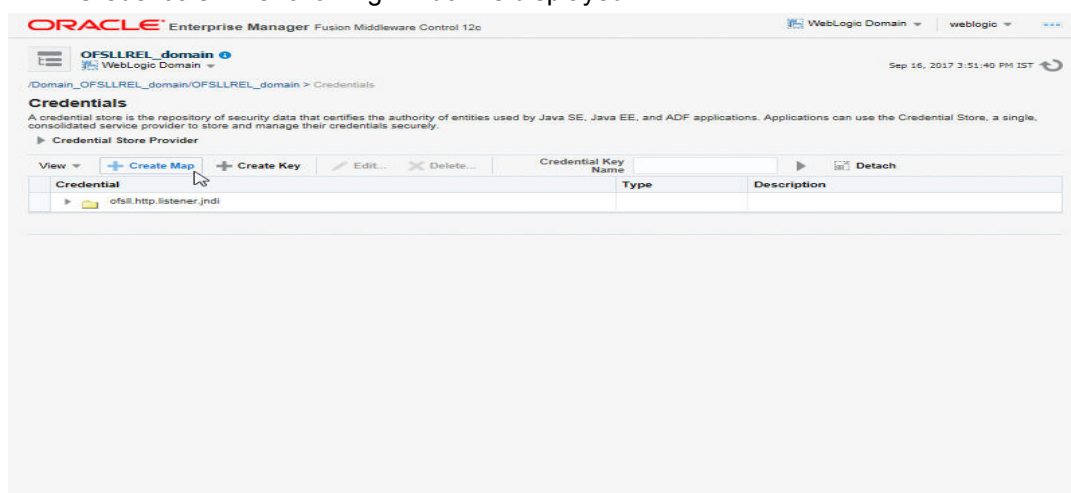 ORACLE Enterprise Manager Fusion Middleware Control 12c
WebLogic Domain weblogic
OFSLLREL_domain
WebLogic Domain
Sep 16, 2017 3:51:40 PM IST
/Domain_OFSLLREL_domain/OFSLLREL_domain > Credentials
Credentials
A credential store is the repository of security data that certifies the authority of entities used by Java SE, Java EE, and ADF applications. Applications can use the Credential Store, a single,
consolidated service provider to store and manage their credentials securely.
Credential Store Provider
View Create Map Create Key Edit... Delete... Credential Key Name Detach
Credential Type Description
ofsll.http.listener.jndi